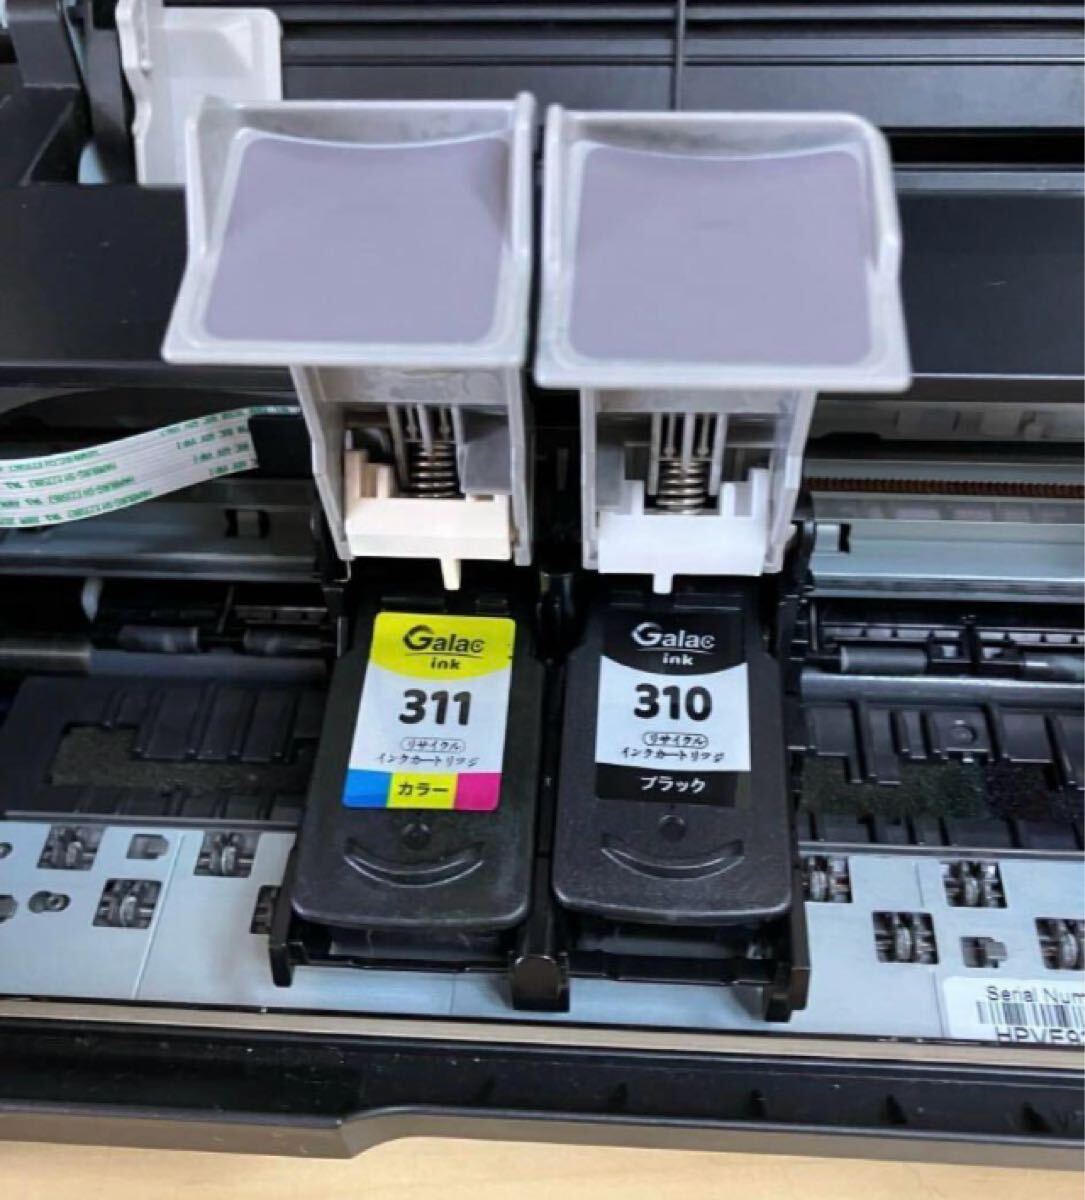 Galac
ink
311
リサイクル
インクカートリッジ
カラー
Galac
ink
310
リサイクル
インクカートリッジ
ブラック
Serial Num
HPVF9